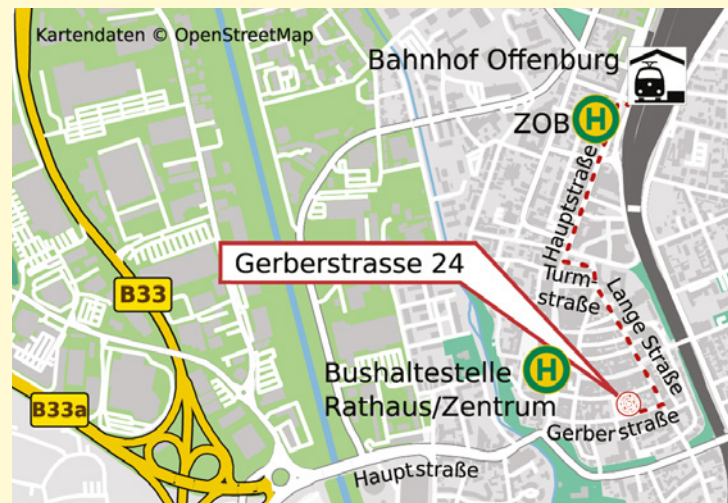 Kartendaten © OpenStreetMap
Bahnhof Offenburg
ZOB
H
Hauptstraße
Gerberstrasse 24
Turm-
straße
Lange Straße
B33
Bushaltestelle
Rathaus/Zentrum
H
B33a
Gerberstraße
Hauptstraße